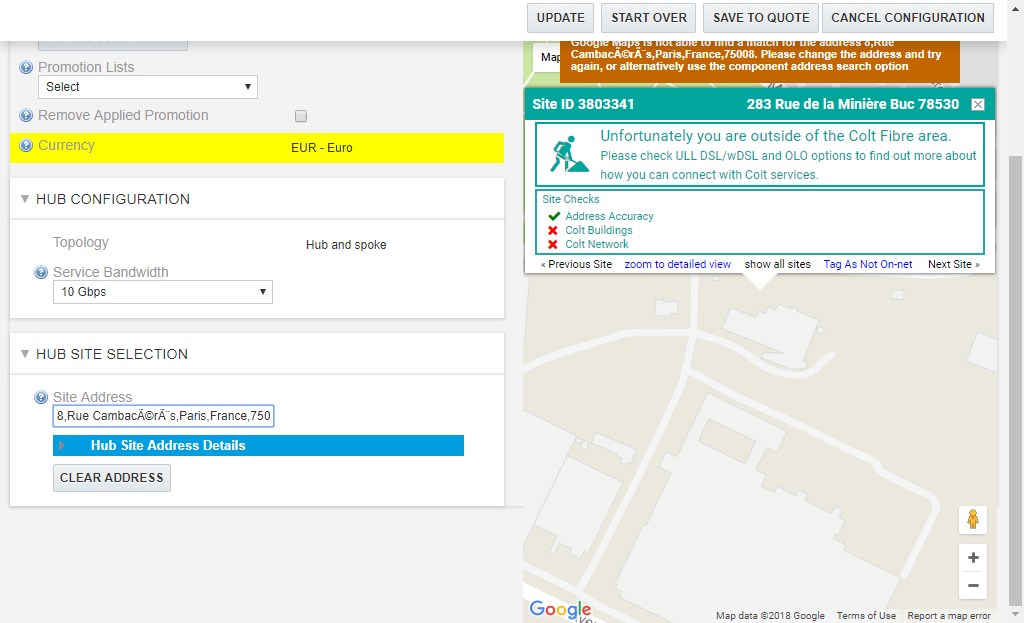 UPDATE
START OVER
SAVE TO QUOTE
CANCEL CONFIGURATION
Promotion Lists
Select
Remove Applied Promotion
Currency
EUR - Euro
HUB CONFIGURATION
Topology
Hub and spoke
Service Bandwidth
10 Gbps
HUB SITE SELECTION
Site Address
8,Rue CambacÃ©rÃ¨s,Paris,France,750
Hub Site Address Details
CLEAR ADDRESS
Map
Google Maps is not able to find a match for the address 8,Rue
CambacÃ©rÃ¨s,Paris,France,75008. Please change the address and try
again, or alternatively use the component address search option
Site ID 3803341
283 Rue de la Minière Buc 78530
Unfortunately you are outside of the Colt Fibre area.
Please check ULL DSL/wDSL and OLO options to find out more about
how you can connect with Colt services.
Site Checks
Address Accuracy
Colt Buildings
Colt Network
« Previous Site
zoom to detailed view
show all sites
Tag As Not On-net
Next Site »
Google
Map data ©2018 Google
Terms of Use
Report a map error